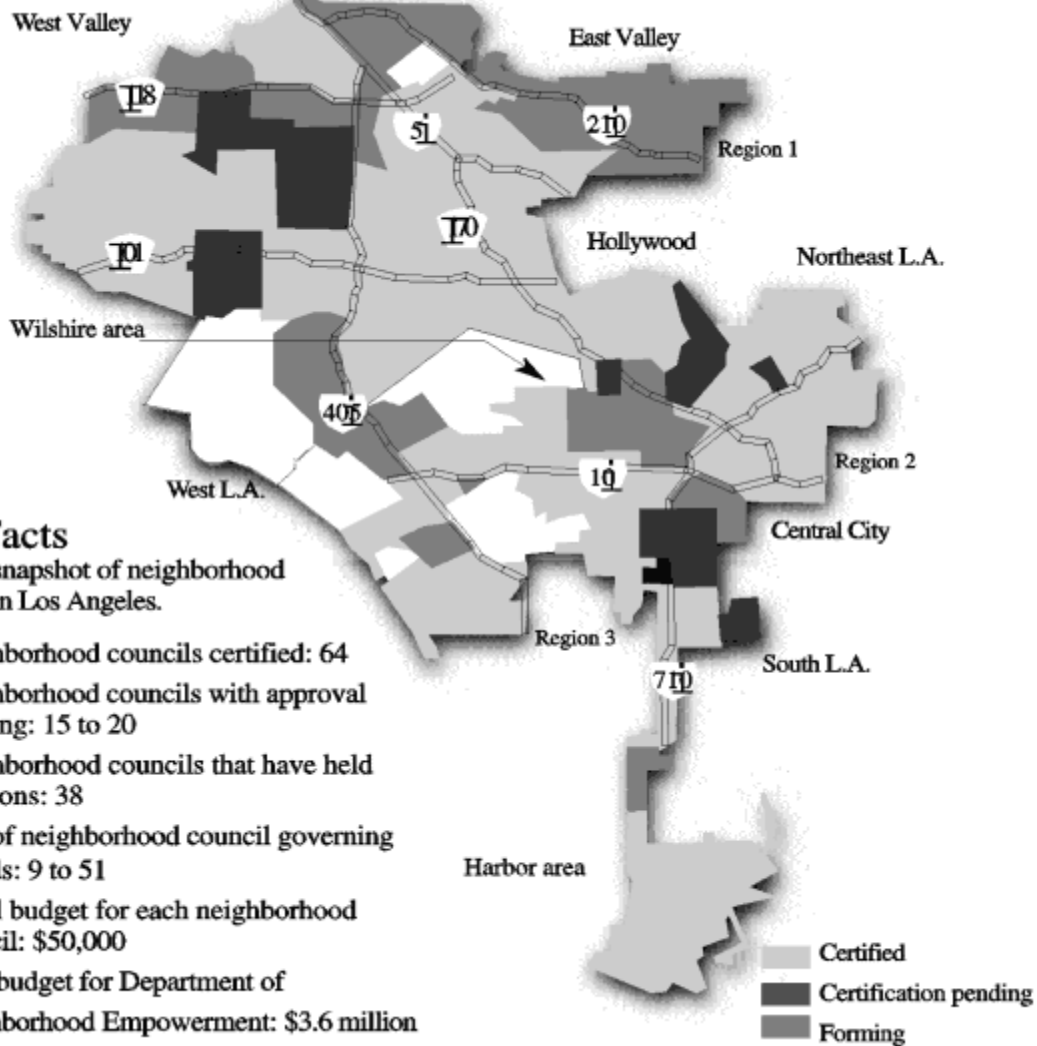 West Valley
East Valley
118
5
210
Region 1
170
Hollywood
101
Northeast L.A.
Wilshire area
405
10
Region 2
West L.A.
Central City
acts
snapshot of neighborhood
n Los Angeles.
borhood councils certified: 64
borhood councils with approval
ng: 15 to 20
borhood councils that have held
ons: 38
of neighborhood council governing
ls: 9 to 51
l budget for each neighborhood
cil: $50,000
budget for Department of
borhood Empowerment: $3.6 million
Region 3
South L.A.
710
Harbor area
Certified
Certification pending
Forming